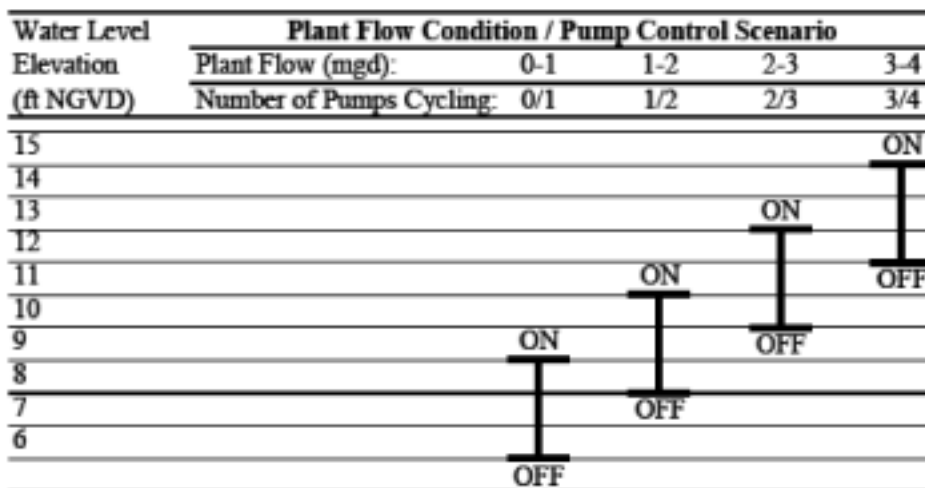 Water Level Plant Flow Condition / Pump Control Scenario
Elevation Plant Flow (mgd): 0-1 1-2 2-3 3-4
(ft NGVD) Number of Pumps Cycling: 0/1 1/2 2/3 3/4
15 ON
14
13 ON
12
11 ON OFF
10
9 ON OFF
8
7 OFF
6
OFF